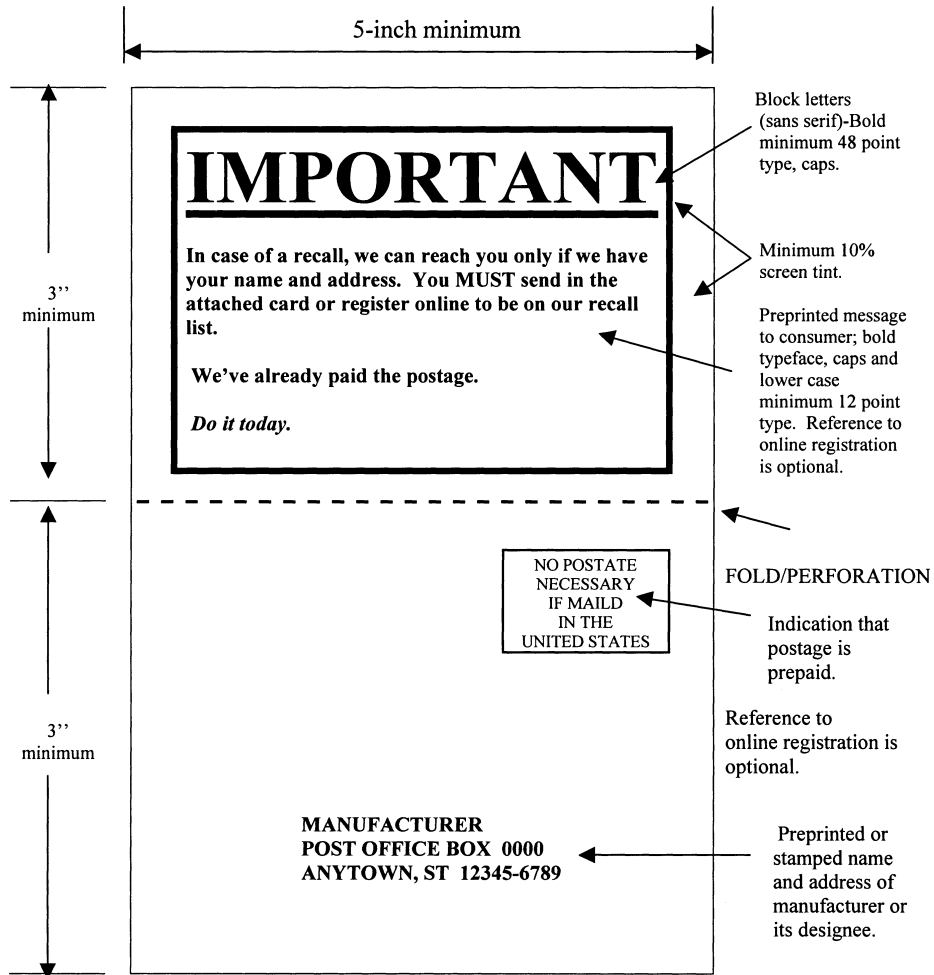 5-inch minimum
3’’
minimum
IMPORTANT
In case of a recall, we can reach you only if we have
your name and address.  You MUST send in the
attached card or register online to be on our recall
list.
We’ve already paid the postage.
Do it today.
Block letters
(sans serif)-Bold
minimum 48 point
type, caps.
Minimum 10%
screen tint.
Preprinted message
to consumer; bold
typeface, caps and
lower case
minimum 12 point
type.  Reference to
online registration
is optional.
FOLD/PERFORATION
3’’
minimum
NO POSTATE
NECESSARY
IF MAILD
IN THE
UNITED STATES
Indication that
postage is
prepaid.
Reference to
online registration is
optional.
MANUFACTURER
POST OFFICE BOX  0000
ANYTOWN, ST  12345-6789
Preprinted or
stamped name
and address of
manufacturer or
its designee.